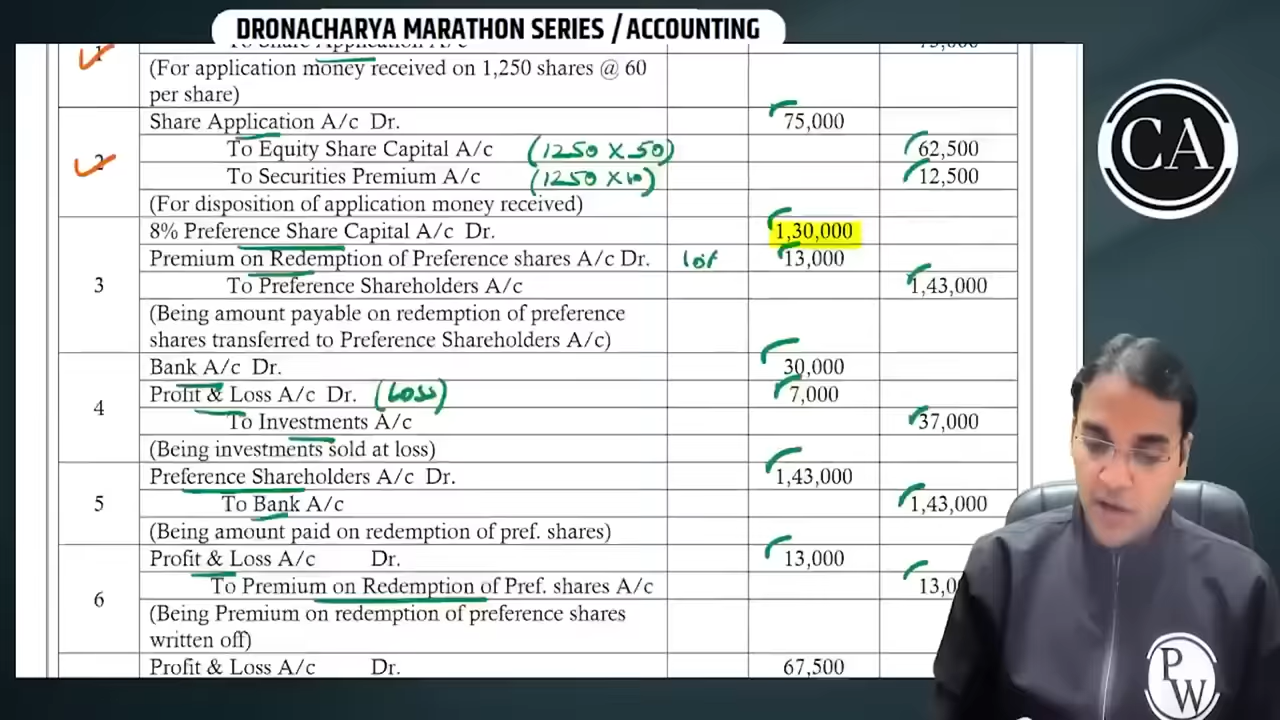 DRONACHARYA MARATHON SERIES / ACCOUNTING
To Share Application A/c 75,000
1
(For application money received on 1,250 shares @ 60
per share)
Share Application A/c Dr. 75,000
2 To Equity Share Capital A/c (1250 × 50) 62,500
To Securities Premium A/c (1250 × 10) 12,500
(For disposition of application money received)
8% Preference Share Capital A/c Dr. 1,30,000
Premium on Redemption of Preference shares A/c Dr. 13,000
3 To Preference Shareholders A/c 1,43,000
(Being amount payable on redemption of preference
shares transferred to Preference Shareholders A/c)
Bank A/c Dr. 30,000
4 Profit & Loss A/c Dr. (Loss) 7,000
To Investments A/c 37,000
(Being investments sold at loss)
Preference Shareholders A/c Dr. 1,43,000
5 To Bank A/c 1,43,000
(Being amount paid on redemption of pref. shares)
Profit & Loss A/c Dr. 13,000
6 To Premium on Redemption of Pref. shares A/c
(Being Premium on redemption of preference shares
written off)
Profit & Loss A/c Dr. 67,500
CA
PW